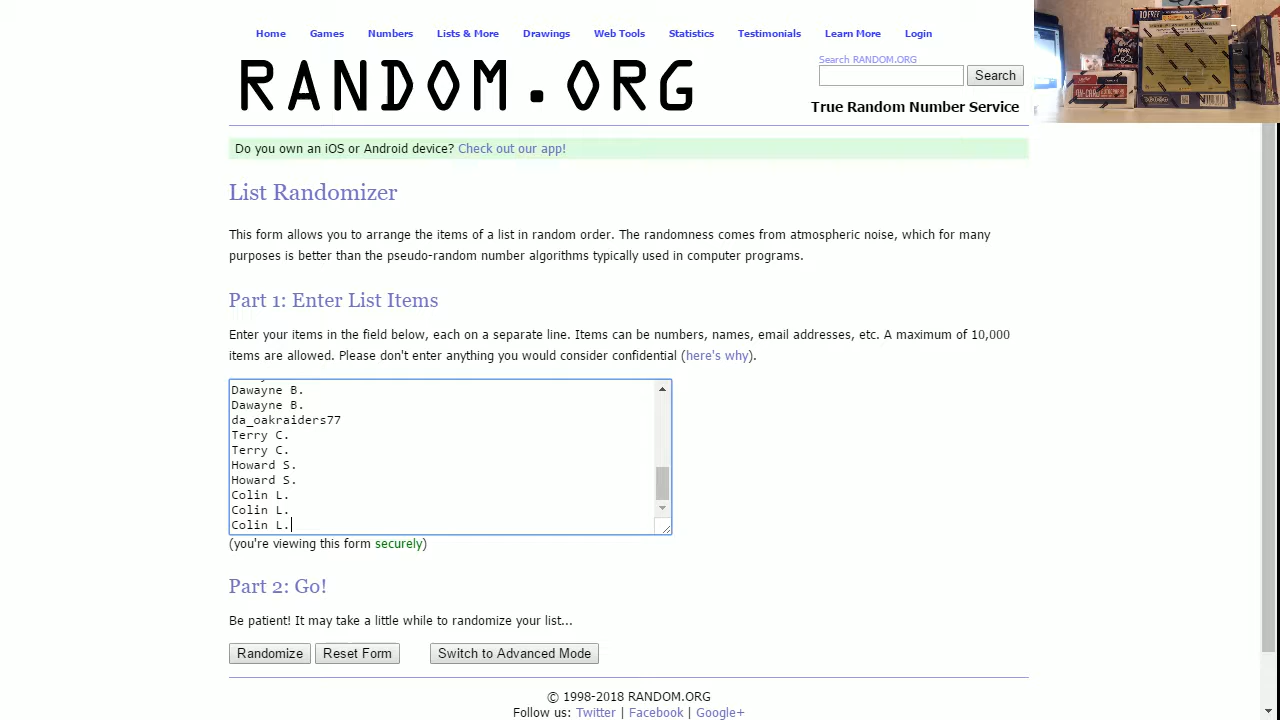 Home Games Numbers Lists & More Drawings Web Tools Statistics Testimonials Learn More Login
RANDOM.ORG
Search RANDOM.ORG
Search
True Random Number Service
Do you own an iOS or Android device? Check out our app!
List Randomizer
This form allows you to arrange the items of a list in random order. The randomness comes from atmospheric noise, which for many
purposes is better than the pseudo-random number algorithms typically used in computer programs.
Part 1: Enter List Items
Enter your items in the field below, each on a separate line. Items can be numbers, names, email addresses, etc. A maximum of 10,000
items are allowed. Please don't enter anything you would consider confidential (here's why).
Dawayne B.
Dawayne B.
da_oakraiders77
Terry C.
Terry C.
Howard S.
Howard S.
Colin L.
Colin L.
Colin L.
(you're viewing this form securely)
Part 2: Go!
Be patient! It may take a little while to randomize your list...
Randomize Reset Form Switch to Advanced Mode
© 1998-2018 RANDOM.ORG
Follow us: Twitter | Facebook | Google+